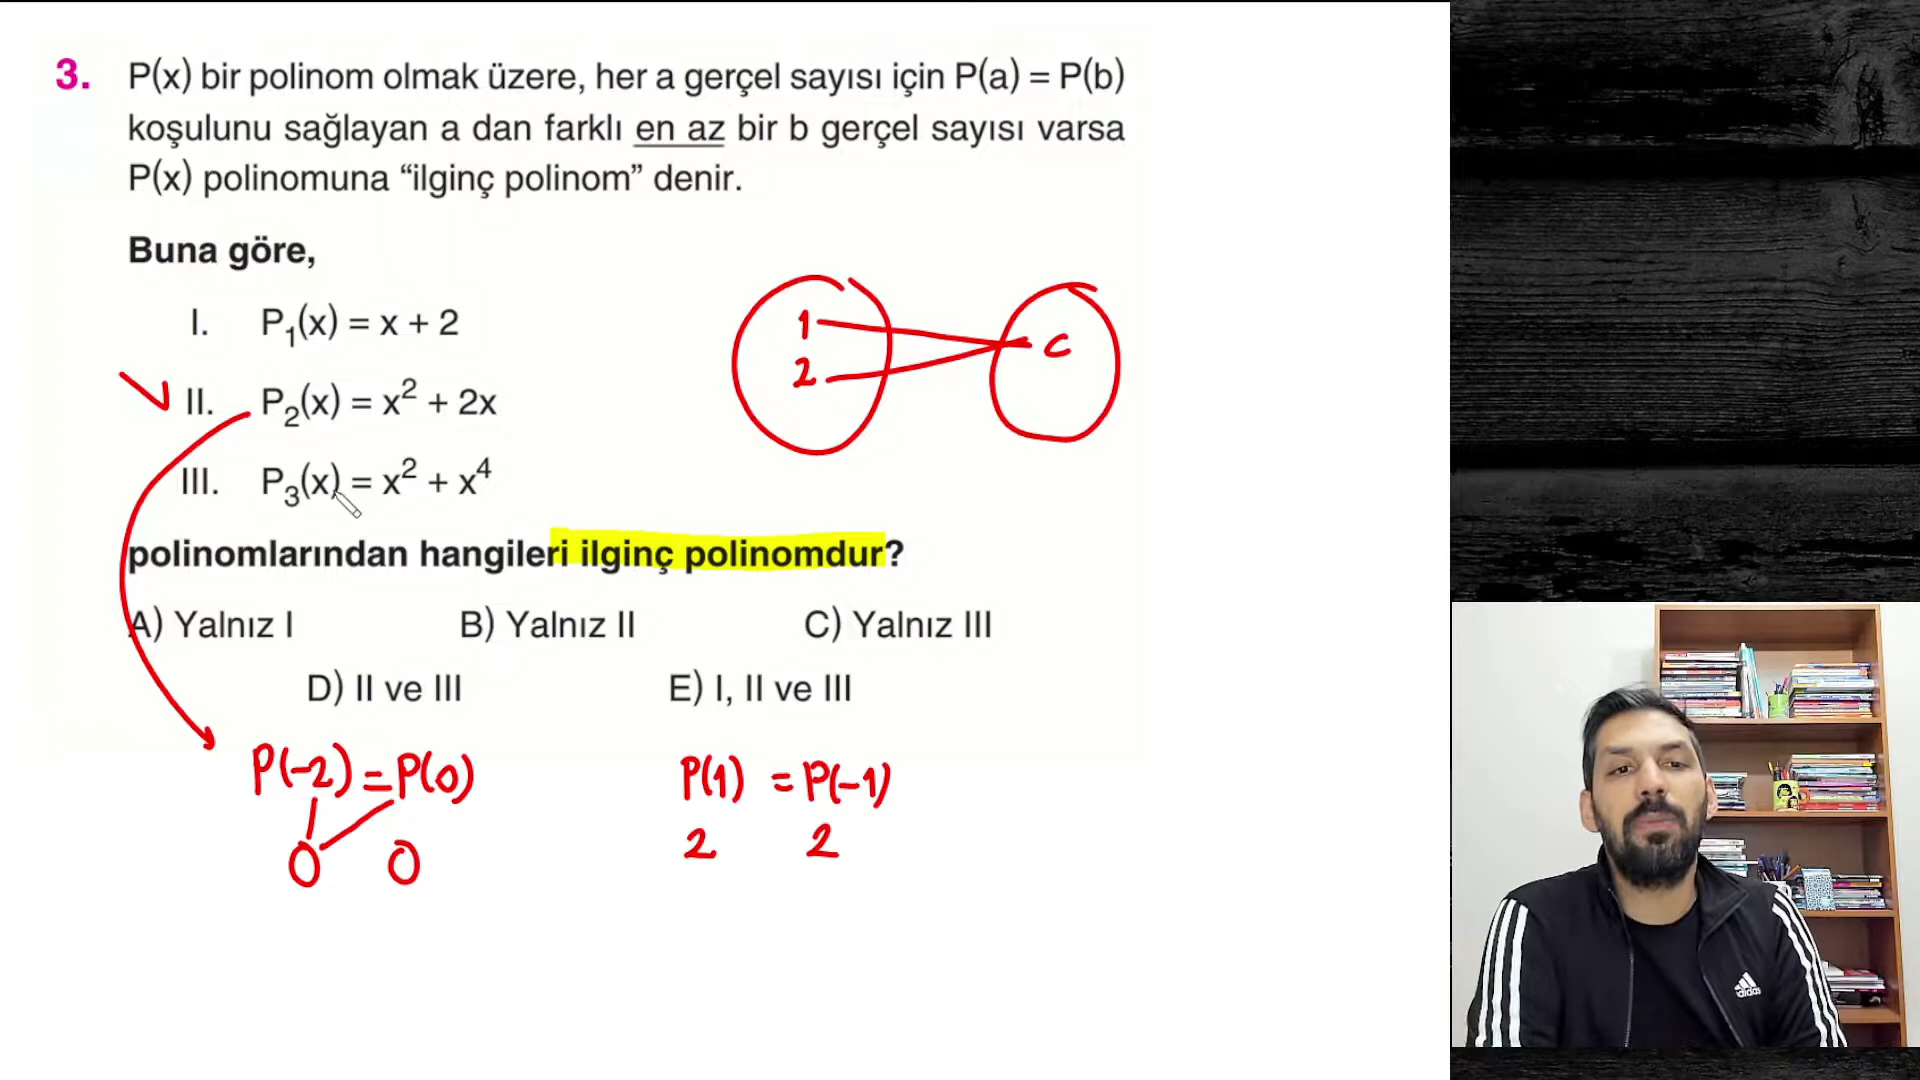 3. P(x) bir polinom olmak üzere, her a gerçel sayısı için P(a) = P(b)
koşulunu sağlayan a dan farklı en az bir b gerçel sayısı varsa
P(x) polinomuna “ilginç polinom” denir.
Buna göre,
I. P₁(x) = x + 2
II. P₂(x) = x² + 2x
III. P₃(x) = x² + x⁴
1
2
c
polinomlarından hangileri ilginç polinomdur?
A) Yalnız I B) Yalnız II C) Yalnız III
D) II ve III E) I, II ve III
P(-2) = P(0) P(1) = P(-1)
0 0 2 2
adidas